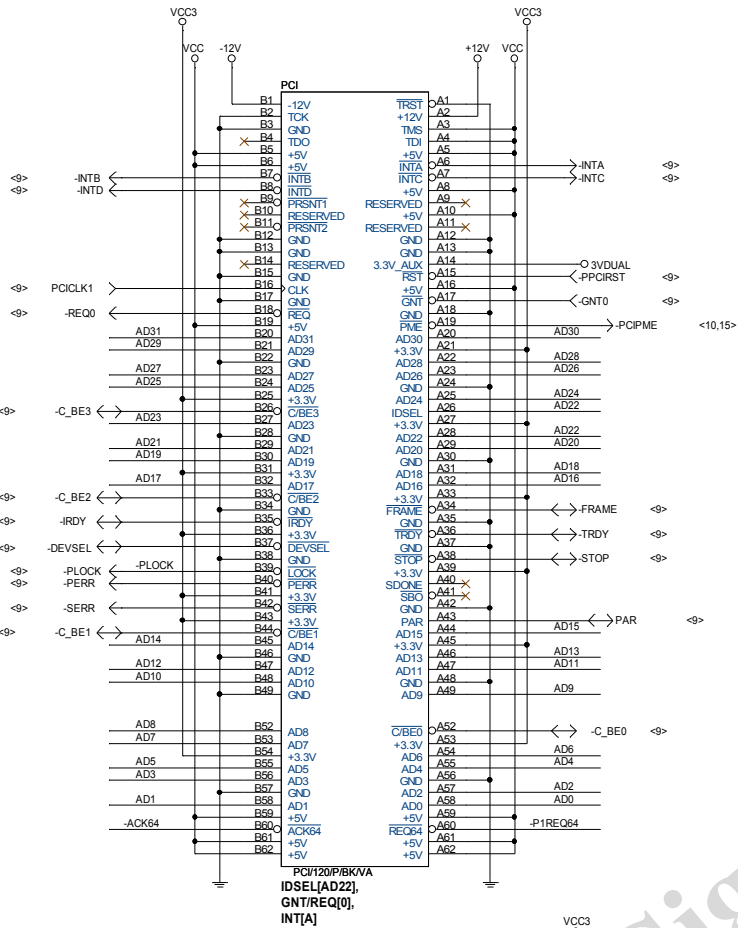 VCC3 VCC3
VCC -12V +12V VCC
PCI
B1 -12V TRST A1
B2 TCK +12V A2
B3 GND TMS A3
B4 TDO TDI A4
B5 +5V +5V A5
B6 +5V INTA A6 -INTA <9>
<9> -INTB B7 INTB INTC A7 -INTC <9>
<9> -INTD B8 INTD +5V A8
B9 PRSNT1 RESERVED A9
B10 RESERVED +5V A10
B11 PRSNT2 RESERVED A11
B12 GND GND A12
B13 GND GND A13
B14 RESERVED 3.3V_AUX A14 3VDUAL
B15 GND RST A15 -PPCIRST <9>
<9> PCICLK1 B16 CLK +5V A16
B17 GND GNT A17 -GNT0 <9>
<9> -REQ0 B18 REQ GND A18
B19 +5V PME A19 -PCIPME <10,15>
AD31 B20 AD31 AD30 A20 AD30
AD29 B21 AD29 +3.3V A21
B22 GND AD28 A22 AD28
AD27 B23 AD27 AD26 A23 AD26
AD25 B24 AD25 GND A24
B25 +3.3V AD24 A25 AD24
<9> -C_BE3 B26 C/BE3 IDSEL A26 AD22
AD23 B27 AD23 +3.3V A27
B28 GND AD22 A28 AD22
AD21 B29 AD21 AD20 A29 AD20
AD19 B30 AD19 GND A30
B31 +3.3V AD18 A31 AD18
AD17 B32 AD17 AD16 A32 AD16
<9> -C_BE2 B33 C/BE2 +3.3V A33
B34 GND FRAME A34 -FRAME <9>
<9> -IRDY B35 IRDY GND A35
B36 +3.3V TRDY A36 -TRDY <9>
<9> -DEVSEL B37 DEVSEL GND A37
B38 GND STOP A38 -STOP <9>
<9> -PLOCK -PLOCK B39 LOCK +3.3V A39
<9> -PERR B40 PERR SDONE A40
B41 +3.3V SBO A41
<9> -SERR B42 SERR GND A42
B43 +3.3V PAR A43 PAR <9>
<9> -C_BE1 B44 C/BE1 AD15 A44 AD15
AD14 B45 AD14 +3.3V A45
B46 GND AD13 A46 AD13
AD12 B47 AD12 AD11 A47 AD11
AD10 B48 AD10 GND A48
B49 GND AD9 A49 AD9
AD8 B52 AD8 C/BE0 A52 -C_BE0 <9>
AD7 B53 AD7 +3.3V A53
B54 +3.3V AD6 A54 AD6
AD5 B55 AD5 AD4 A55 AD4
AD3 B56 AD3 GND A56
B57 GND AD2 A57 AD2
AD1 B58 AD1 AD0 A58 AD0
B59 +5V +5V A59
-ACK64 B60 ACK64 REQ64 A60 -P1REQ64
B61 +5V +5V A61
B62 +5V +5V A62
PCI/120/P/BK/VA
IDSEL[AD22],
GNT/REQ[0],
INT[A]
VCC3